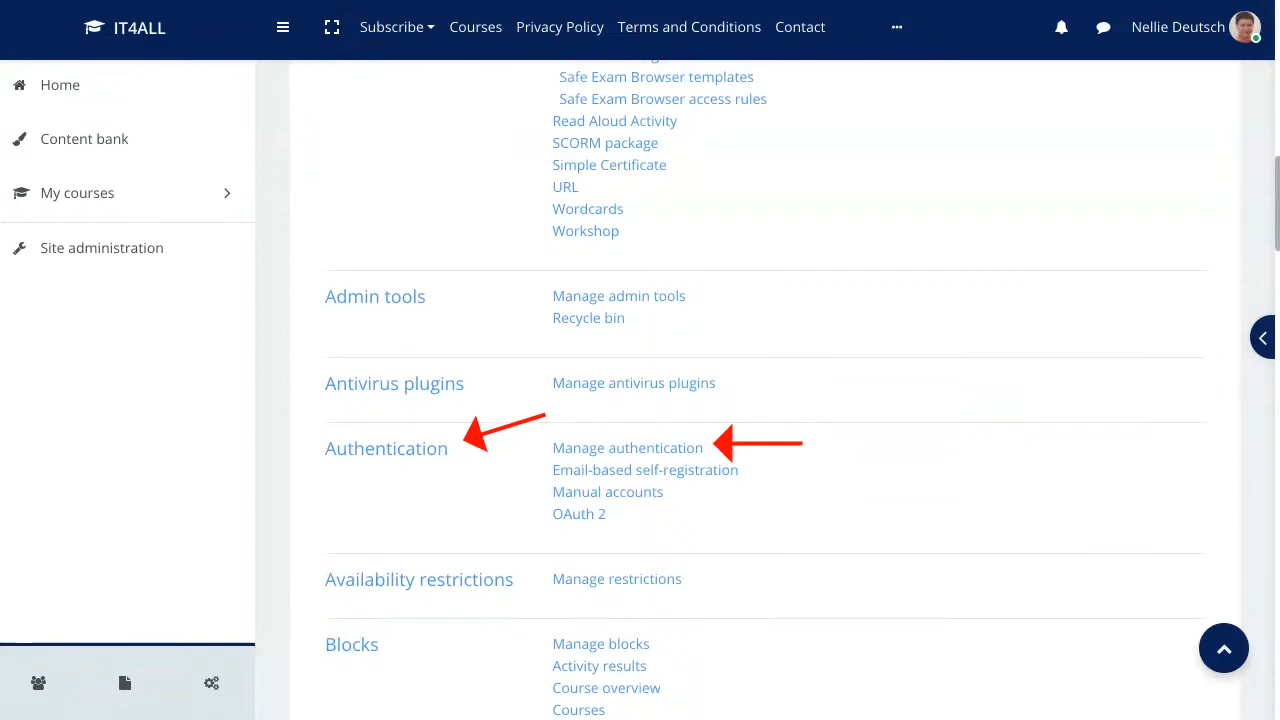 IT4ALL
Subscribe Courses Privacy Policy Terms and Conditions Contact
Nellie Deutsch
Home
Content bank
My courses
Site administration
Safe Exam Browser templates
Safe Exam Browser access rules
Read Aloud Activity
SCORM package
Simple Certificate
URL
Wordcards
Workshop
Admin tools
Manage admin tools
Recycle bin
Antivirus plugins
Manage antivirus plugins
Authentication
Manage authentication
Email-based self-registration
Manual accounts
OAuth 2
Availability restrictions
Manage restrictions
Blocks
Manage blocks
Activity results
Course overview
Courses